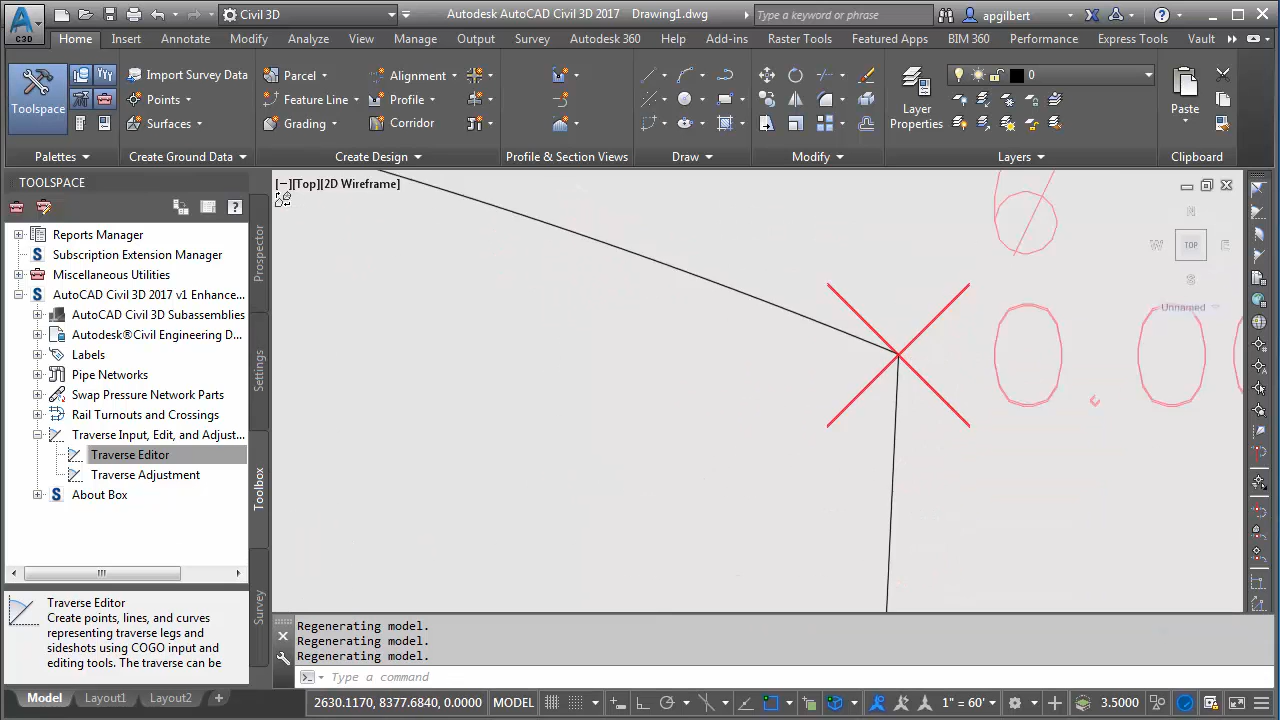 Civil 3D
Autodesk AutoCAD Civil 3D 2017 Drawing1.dwg
Type a keyword or phrase
apgilbert
C3D
Home Insert Annotate Modify Analyze View Manage Output Survey Autodesk 360 Help Add-ins Raster Tools Featured Apps BIM 360 Performance Express Tools Vault
Toolspace
Import Survey Data
Points
Surfaces
Parcel
Feature Line
Grading
Alignment
Profile
Corridor
Layer
Properties
0
Paste
Palettes Create Ground Data Create Design Profile & Section Views Draw Modify Layers Clipboard
TOOLSPACE
Reports Manager
Subscription Extension Manager
Miscellaneous Utilities
AutoCAD Civil 3D 2017 v1 Enhance...
AutoCAD Civil 3D Subassemblies
Autodesk®Civil Engineering D...
Labels
Pipe Networks
Swap Pressure Network Parts
Rail Turnouts and Crossings
Traverse Input, Edit, and Adjust...
Traverse Editor
Traverse Adjustment
About Box
Prospector
Settings
Toolbox
Survey
Traverse Editor
Create points, lines, and curves
representing traverse legs and
sideshots using COGO input and
editing tools. The traverse can be
[−][Top][2D Wireframe]
N
W TOP E
S
Unnamed
Regenerating model.
Regenerating model.
Regenerating model.
Type a command
Model Layout1 Layout2 +
2630.1170, 8377.6840, 0.0000 MODEL 1" = 60' 3.5000